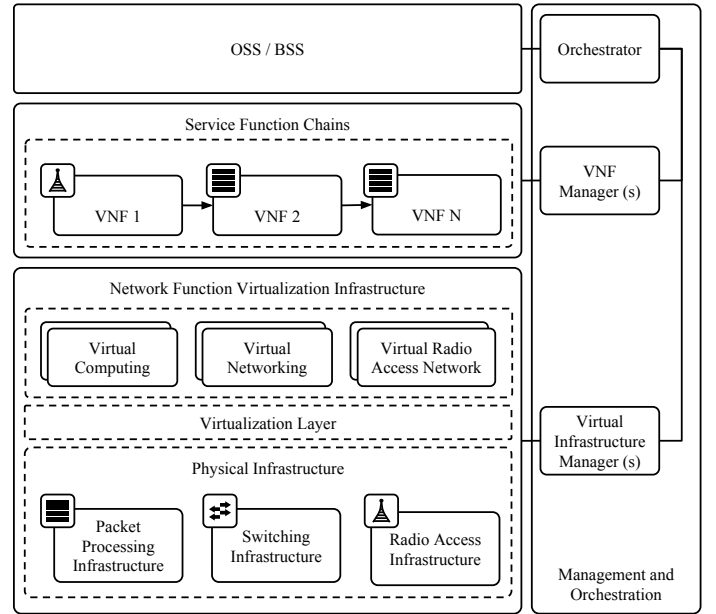 OSS / BSS
Orchestrator
Service Function Chains
VNF 1
VNF 2
VNF N
VNF
Manager (s)
Network Function Virtualization Infrastructure
Virtual
Computing
Virtual
Networking
Virtual Radio
Access Network
Virtualization Layer
Virtual
Infrastructure
Manager (s)
Physical Infrastructure
Packet
Processing
Infrastructure
Switching
Infrastructure
Radio Access
Infrastructure
Management and
Orchestration